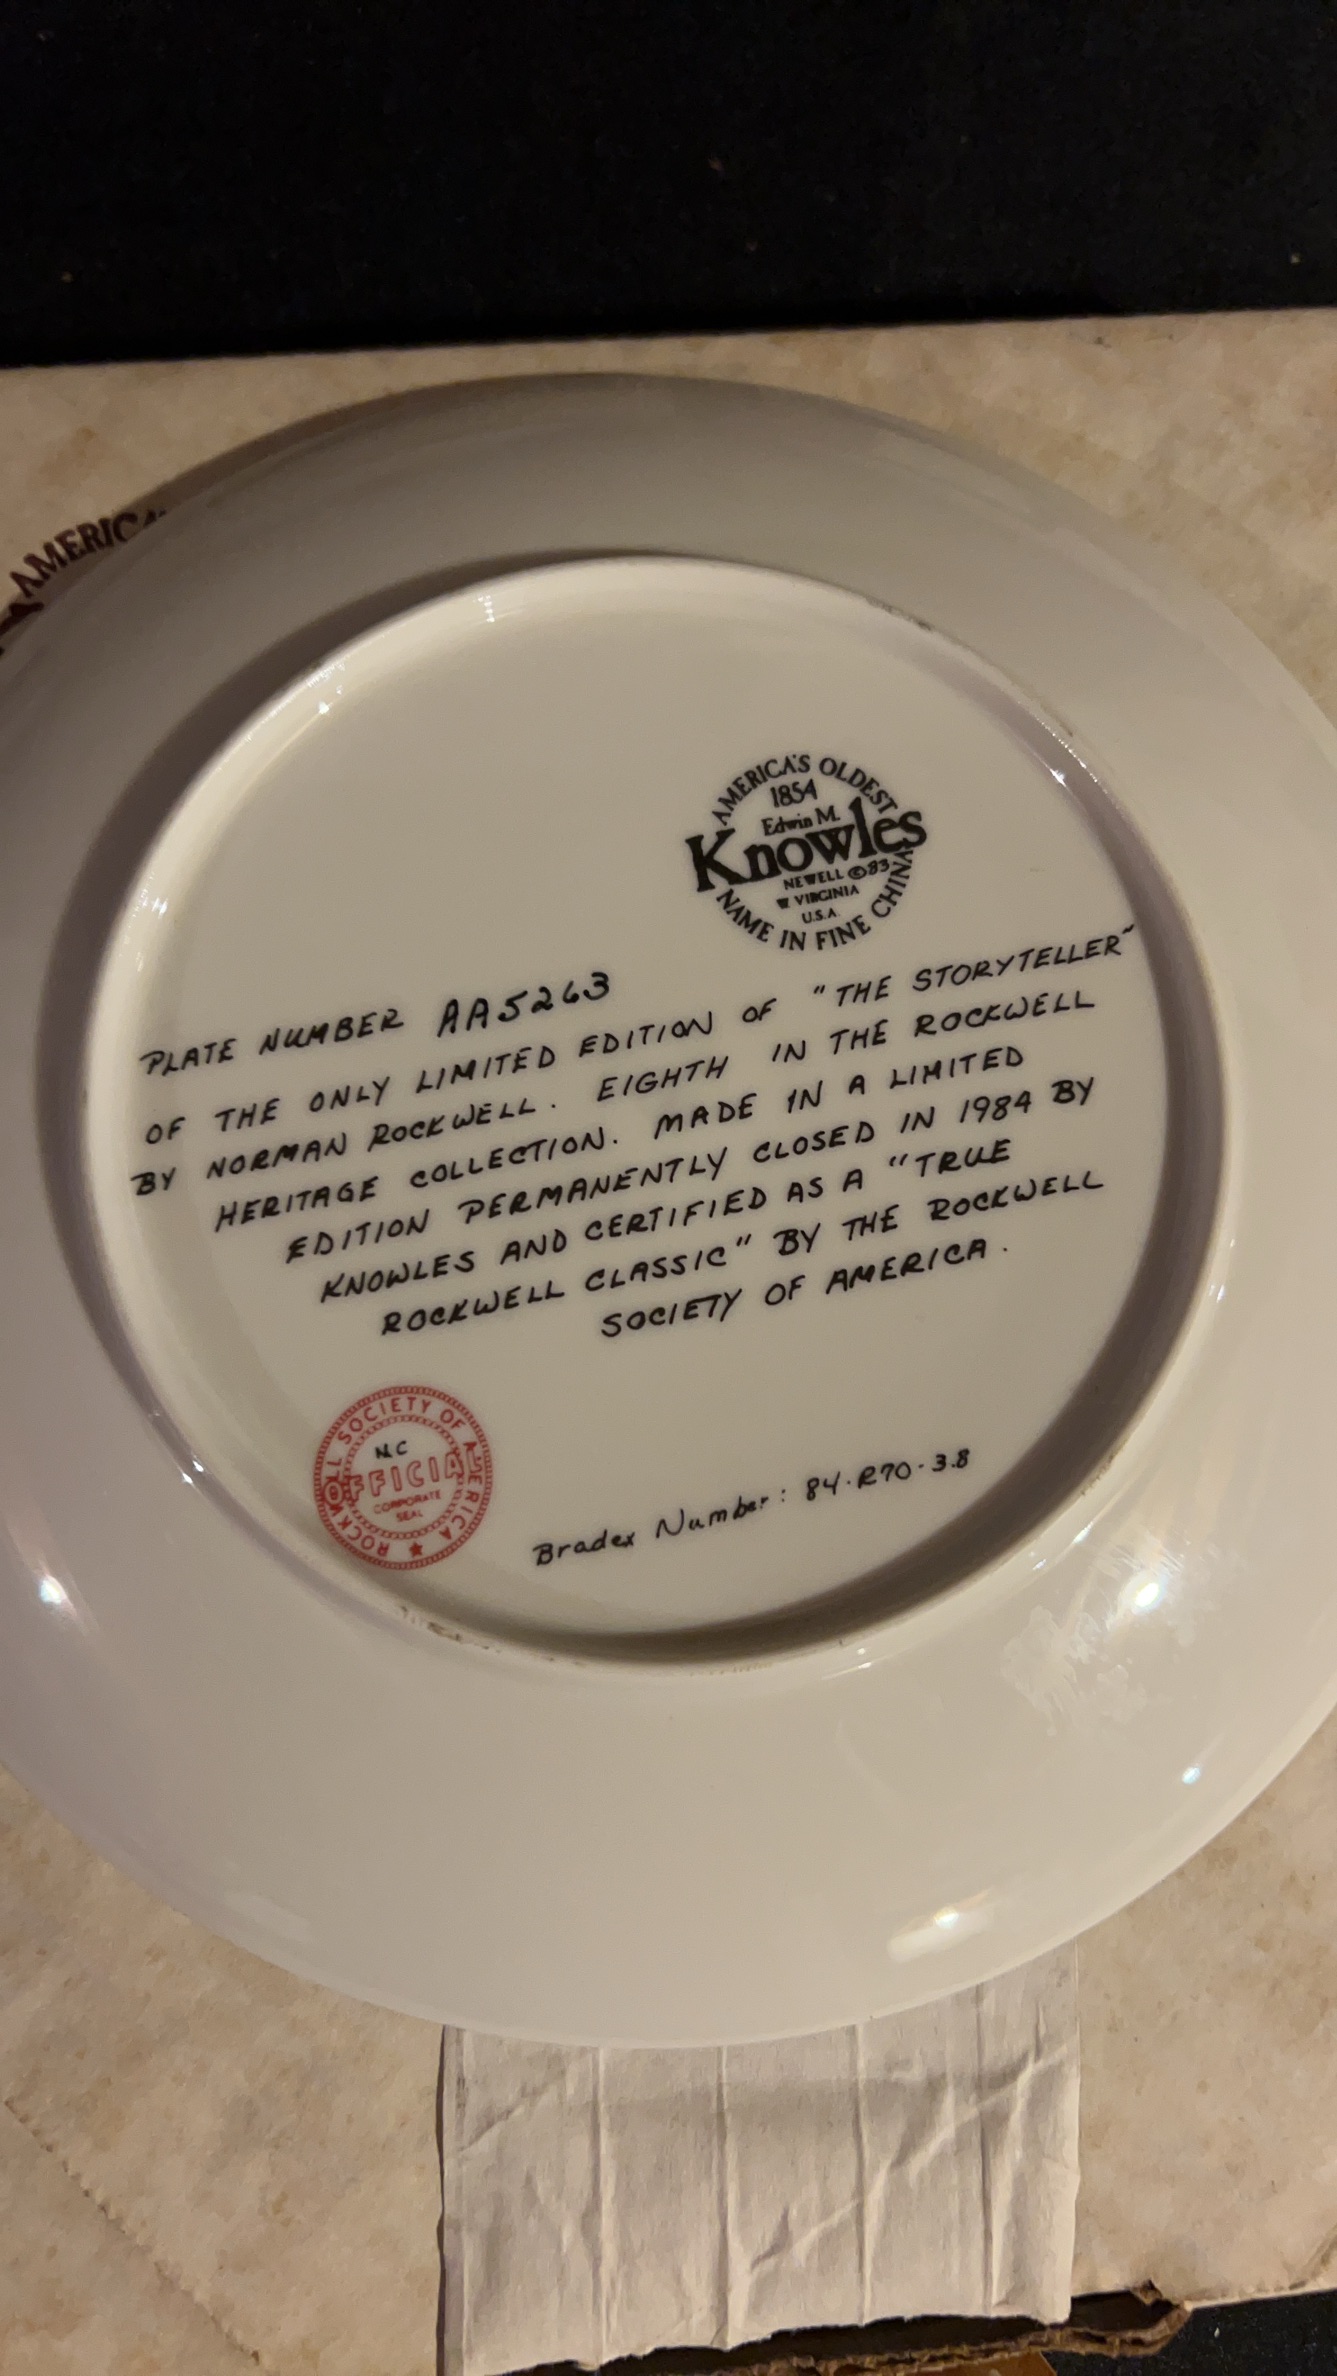 AMERICA'
AMERICA'S OLDEST
1854
Edwin M.
Knowles
NEWELL ©83
W VIRGINIA
U.S.A.
NAME IN FINE CHINA
PLATE NUMBER AA5263
OF THE ONLY LIMITED EDITION OF "THE STORYTELLER"
BY NORMAN ROCKWELL. EIGHTH IN THE ROCKWELL
HERITAGE COLLECTION. MADE IN A LIMITED
EDITION PERMANENTLY CLOSED IN 1984 BY
KNOWLES AND CERTIFIED AS A "TRUE
ROCKWELL CLASSIC" BY THE ROCKWELL
SOCIETY OF AMERICA.
ROCKWELL SOCIETY OF AMERICA
N.C
OFFICIAL
CORPORATE
SEAL
Bradex Number: 84-R70-3.8